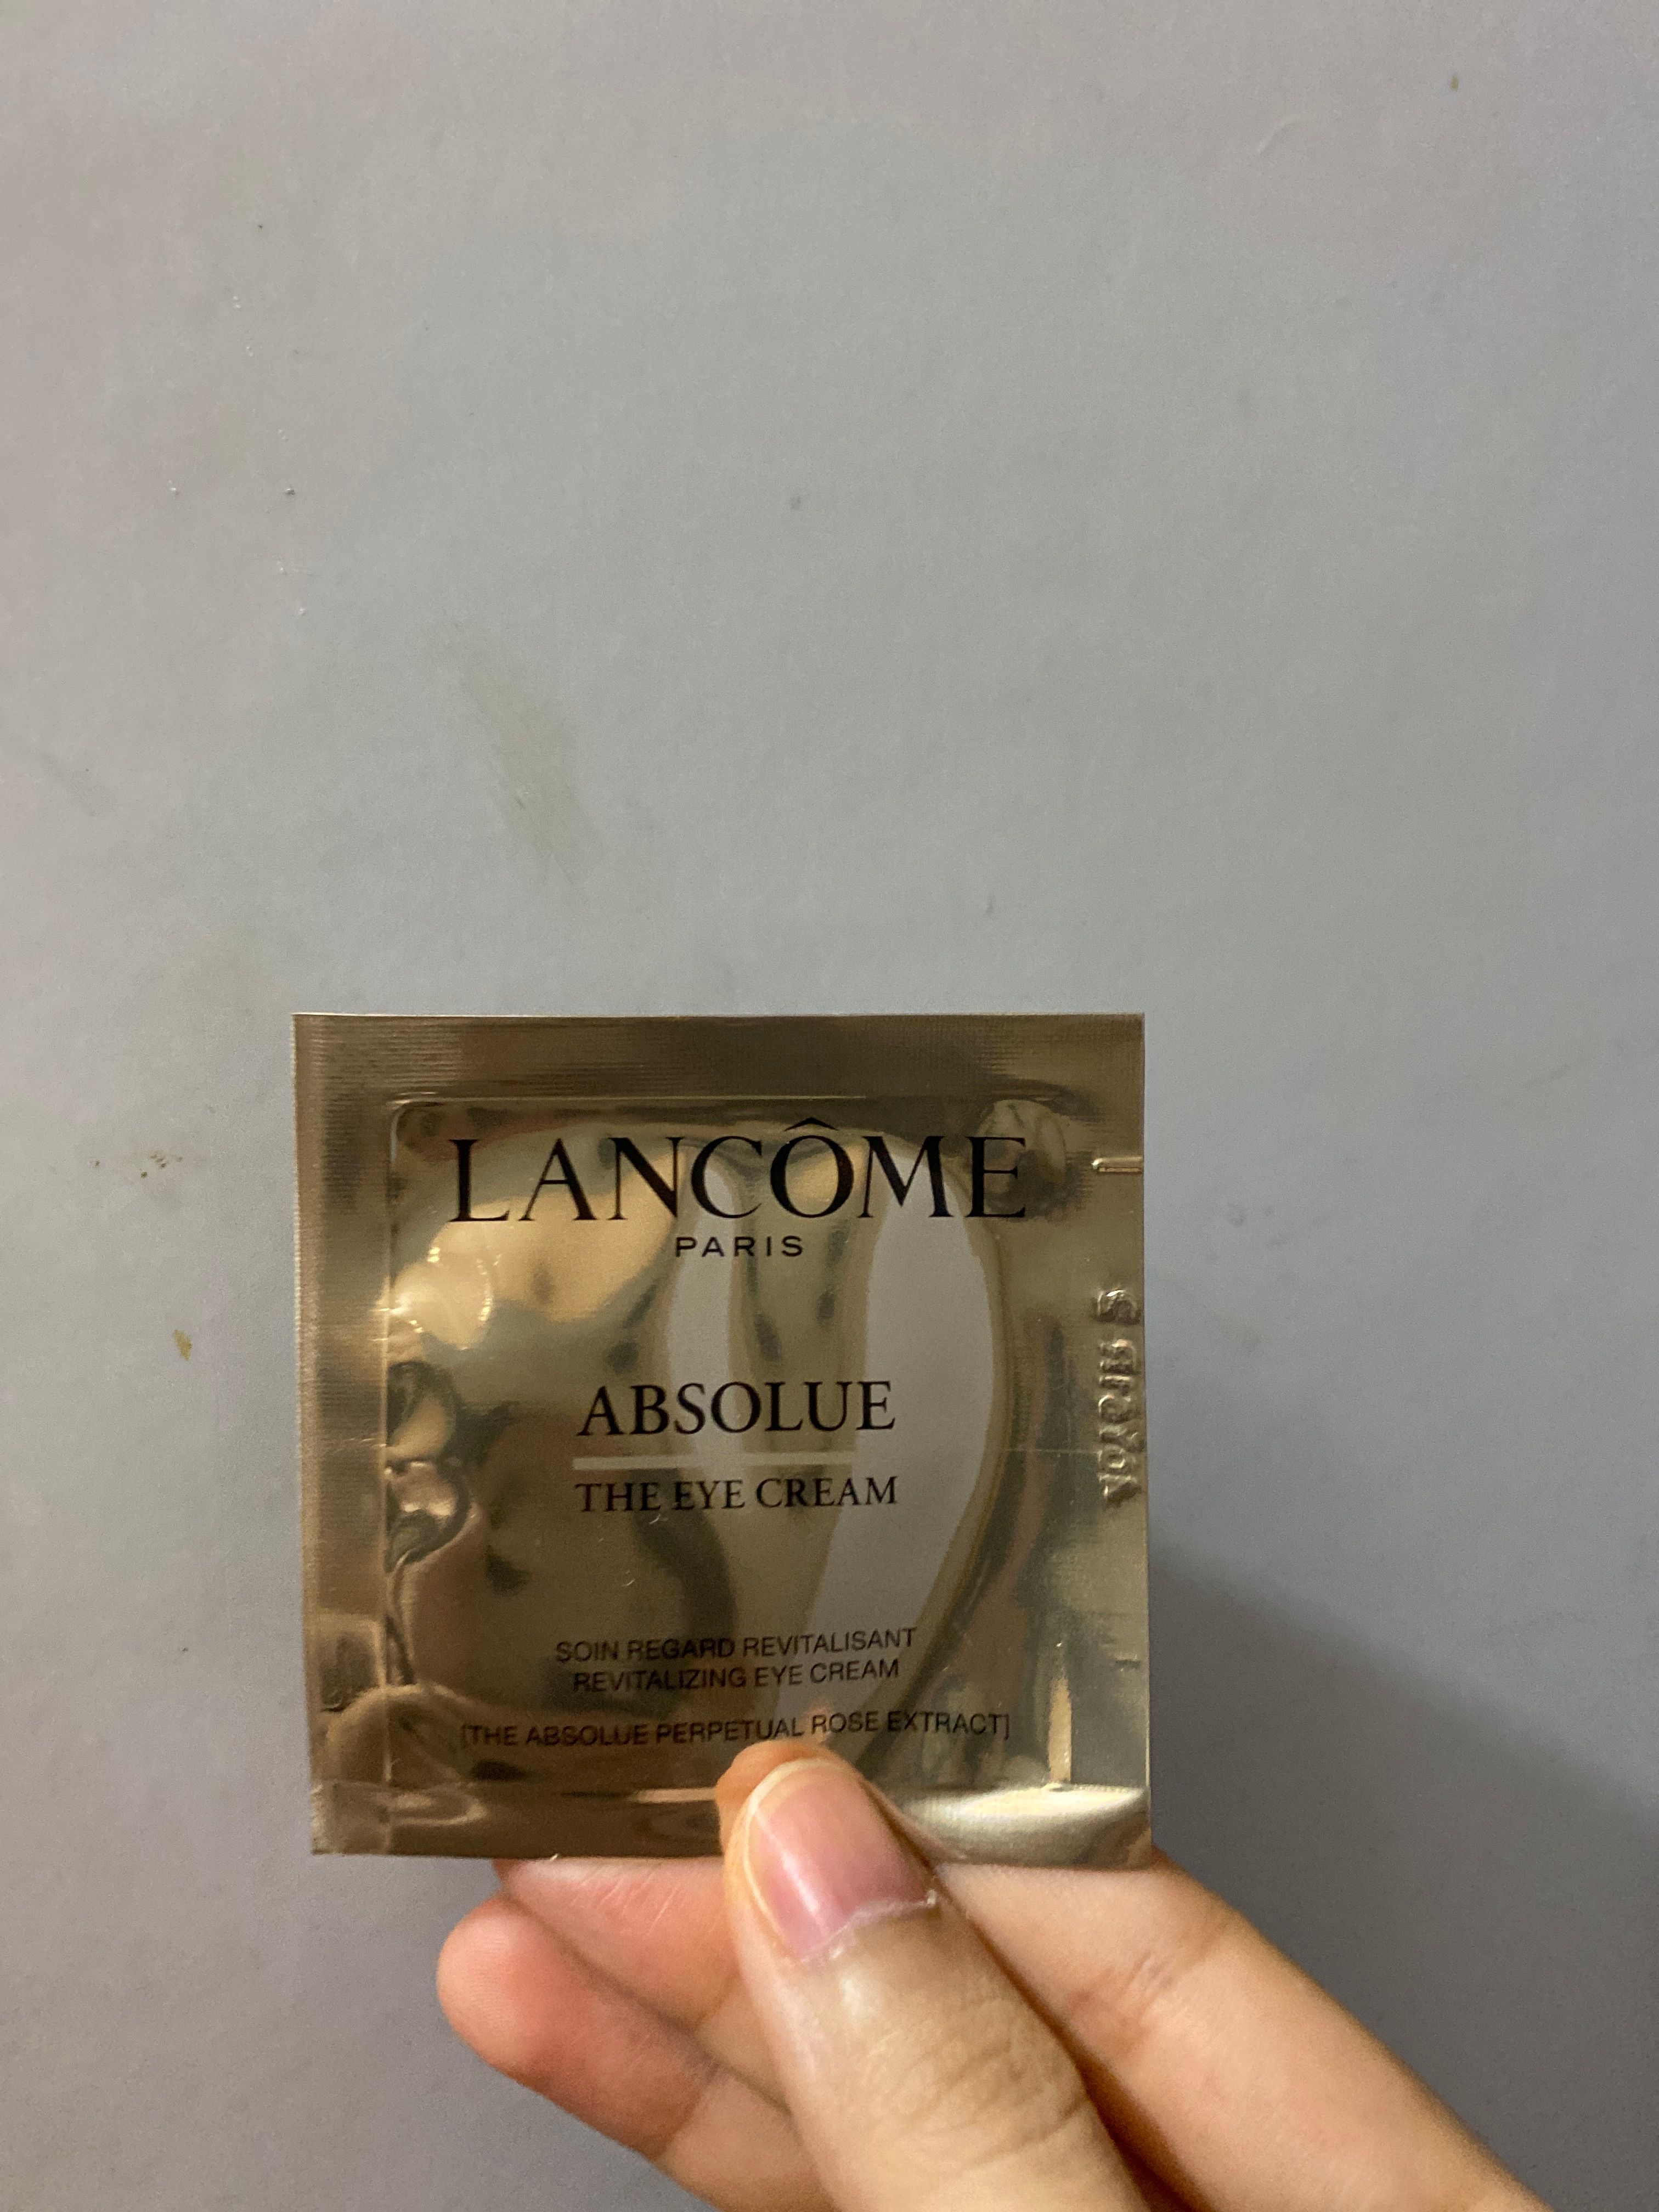 LANCÔME
PARIS
ABSOLUE
THE EYE CREAM
SOIN REGARD REVITALISANT
REVITALIZING EYE CREAM
[THE ABSOLUE PERPETUAL ROSE EXTRACT]